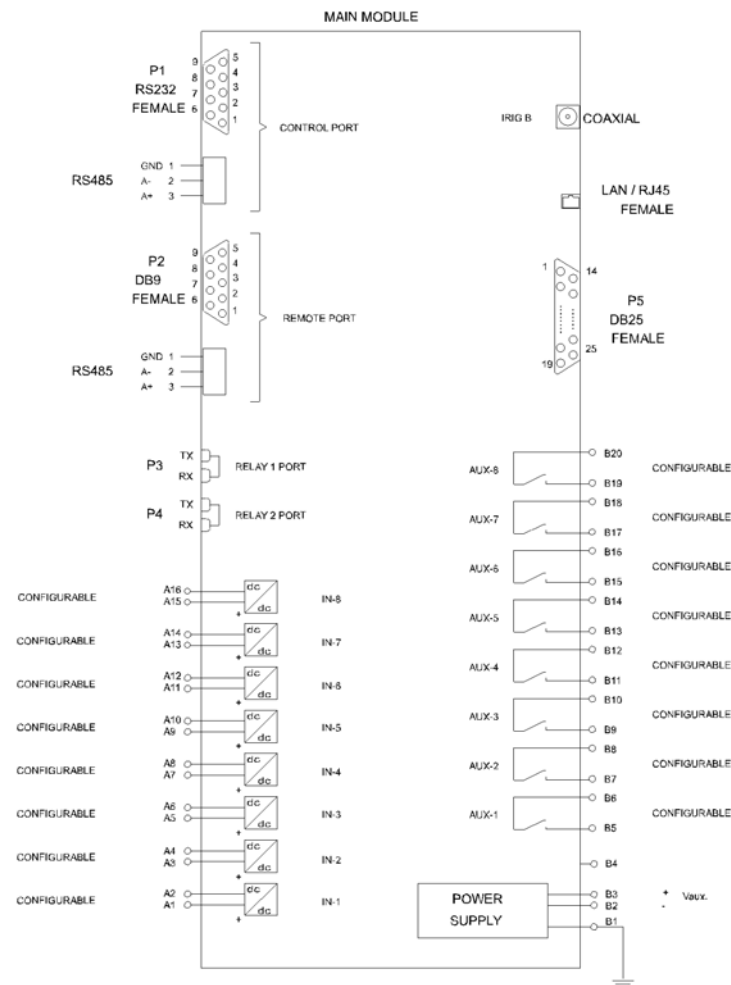 MAIN MODULE
P1
RS232
FEMALE
9
8
7
6
5
4
3
2
1
CONTROL PORT
RS485
GND 1
A- 2
A+ 3
P2
DB9
FEMALE
9
8
7
6
5
4
3
2
1
REMOTE PORT
RS485
GND 1
A- 2
A+ 3
P3
TX
RX
RELAY 1 PORT
P4
TX
RX
RELAY 2 PORT
IRIG B
COAXIAL
LAN / RJ45
FEMALE
1
14
25
19
P5
DB25
FEMALE
CONFIGURABLE
A16
A15
+
dc
dc
IN-8
CONFIGURABLE
A14
A13
+
dc
dc
IN-7
CONFIGURABLE
A12
A11
+
dc
dc
IN-6
CONFIGURABLE
A10
A9
+
dc
dc
IN-5
CONFIGURABLE
A8
A7
+
dc
dc
IN-4
CONFIGURABLE
A6
A5
+
dc
dc
IN-3
CONFIGURABLE
A4
A3
+
dc
dc
IN-2
CONFIGURABLE
A2
A1
+
dc
dc
IN-1
AUX-8
B20
B19
CONFIGURABLE
AUX-7
B18
B17
CONFIGURABLE
AUX-6
B16
B15
CONFIGURABLE
AUX-5
B14
B13
CONFIGURABLE
AUX-4
B12
B11
CONFIGURABLE
AUX-3
B10
B9
CONFIGURABLE
AUX-2
B8
B7
CONFIGURABLE
AUX-1
B6
B5
CONFIGURABLE
B4
POWER
SUPPLY
B3
B2
B1
+
-
Vaux.